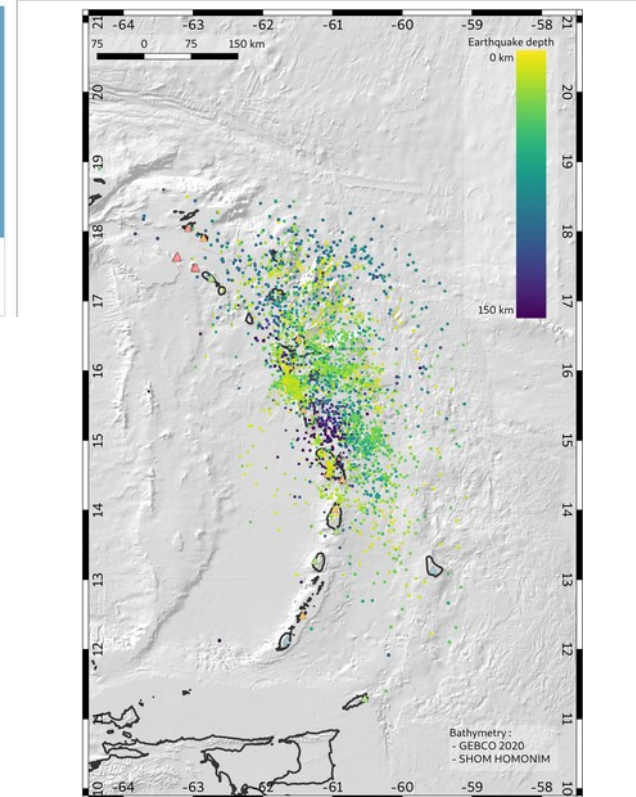 -64 -63 -62 -61 -60 -59 -58
21 21
75 0 75 150 km
Earthquake depth
0 km
20 20
19 19
18 18
17 17
150 km
16 16
15 15
14 14
13 13
12 12
11 11
Bathymetry :
- GEBCO 2020
- SHOM HOMONIM
10 10
-64 -63 -62 -61 -60 -59 -58